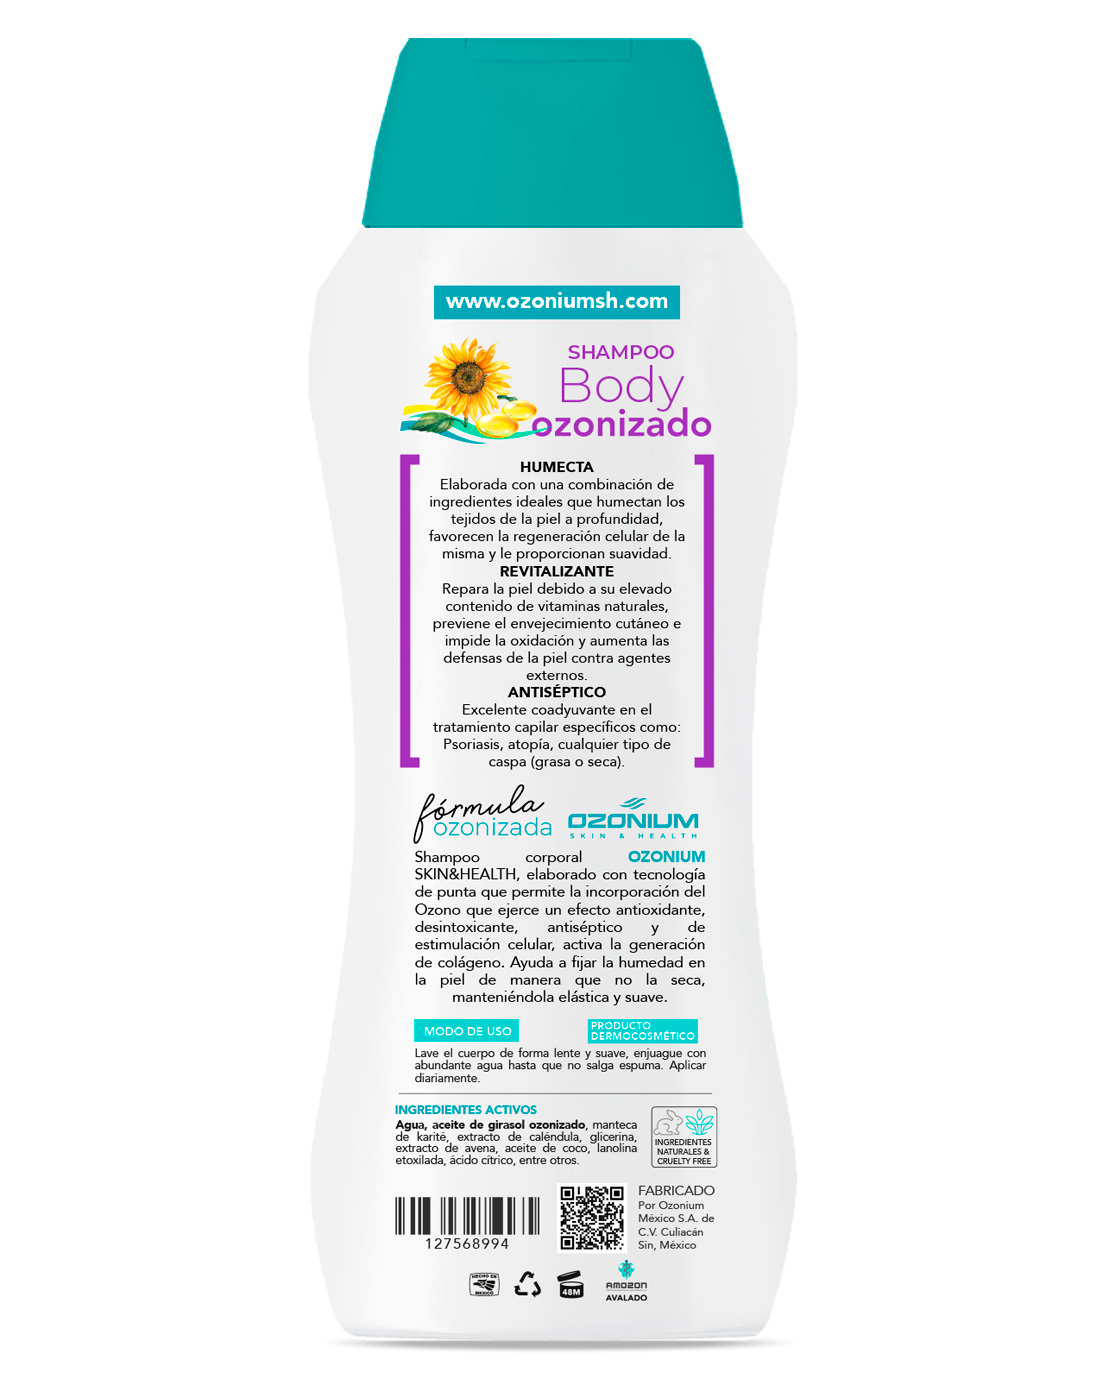 www.ozoniumsh.com
SHAMPOO
Body
ozonizado
HUMECTA
Elaborada con una combinación de
ingredientes ideales que humectan los
tejidos de la piel a profundidad,
favorecen la regeneración celular de la
misma y le proporcionan suavidad.
REVITALIZANTE
Repara la piel debido a su elevado
contenido de vitaminas naturales,
previene el envejecimiento cutáneo e
impide la oxidación y aumenta las
defensas de la piel contra agentes
externos.
ANTISÉPTICO
Excelente coadyuvante en el
tratamiento capilar específicos como:
Psoriasis, atopía, cualquier tipo de
caspa (grasa o seca).
fórmula
ozonizada
OZONIUM
SKIN & HEALTH
Shampoo corporal OZONIUM
SKIN&HEALTH, elaborado con tecnología
de punta que permite la incorporación del
Ozono que ejerce un efecto antioxidante,
desintoxicante, antiséptico y de
estimulación celular, activa la generación
de colágeno. Ayuda a fijar la humedad en
la piel de manera que no la seca,
manteniéndola elástica y suave.
MODO DE USO
PRODUCTO
DERMOCOSMÉTICO
Lave el cuerpo de forma lente y suave, enjuague con
abundante agua hasta que no salga espuma. Aplicar
diariamente.
INGREDIENTES ACTIVOS
Agua, aceite de girasol ozonizado, manteca
de karité, extracto de caléndula, glicerina,
extracto de avena, aceite de coco, lanolina
etoxilada, ácido cítrico, entre otros.
INGREDIENTES
NATURALES &
CRUELTY FREE
127568994
FABRICADO
Por Ozonium
México S.A. de
C.V. Culiacán
Sin, México
HECHO EN
MEXICO
48M
AMOZON
AVALADO